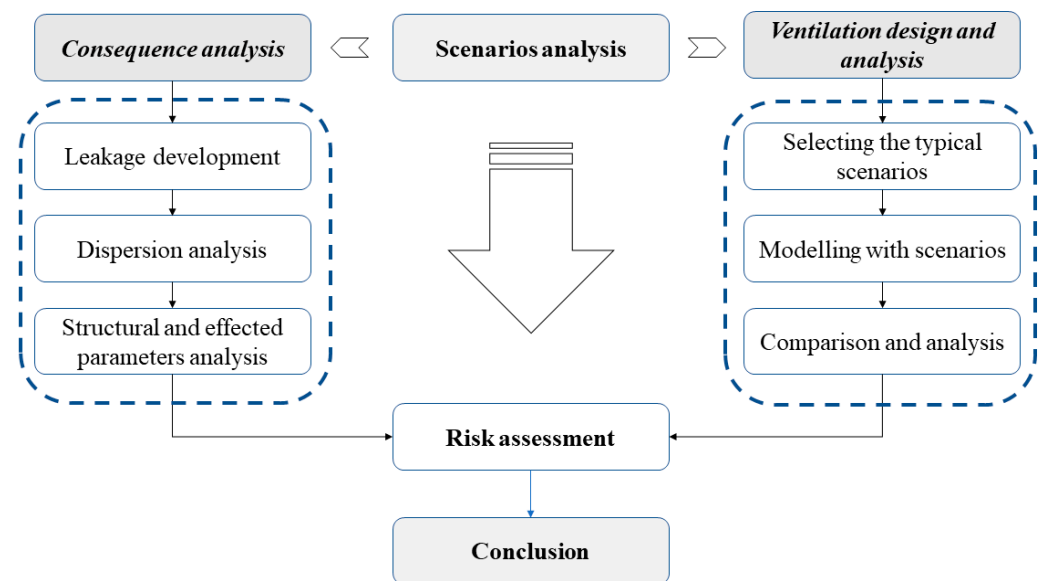 Consequence analysis
Scenarios analysis
Ventilation design and
analysis
Leakage development
Dispersion analysis
Structural and effected
parameters analysis
Selecting the typical
scenarios
Modelling with scenarios
Comparison and analysis
Risk assessment
Conclusion